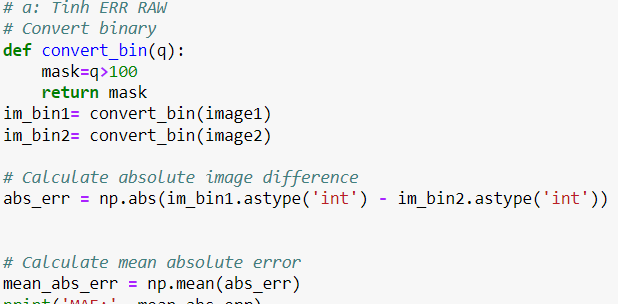 # a: Tinh ERR RAW
# Convert binary
def convert_bin(q):
    mask=q>100
    return mask
im_bin1= convert_bin(image1)
im_bin2= convert_bin(image2)
# Calculate absolute image difference
abs_err = np.abs(im_bin1.astype('int') - im_bin2.astype('int'))
# Calculate mean absolute error
mean_abs_err = np.mean(abs_err)
print('MAE:', mean_abs_err)